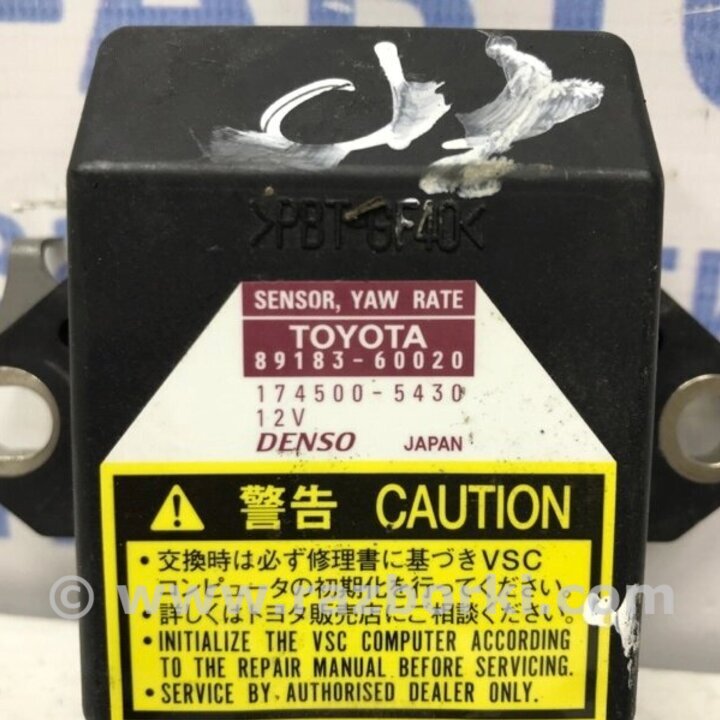 >PBT-GF40<
SENSOR, YAW RATE
TOYOTA
89183-60020
174500-5430
12V
DENSO JAPAN
警告 CAUTION
・交換時は必ず修理書に基づきVSC
コンピュータの初期化を行ってください。
・詳しくはトヨタ販売店にご相談ください。
• INITIALIZE THE VSC COMPUTER ACCORDING
TO THE REPAIR MANUAL BEFORE SERVICING.
• SERVICE BY AUTHORISED DEALER ONLY.
© www.razborki.com